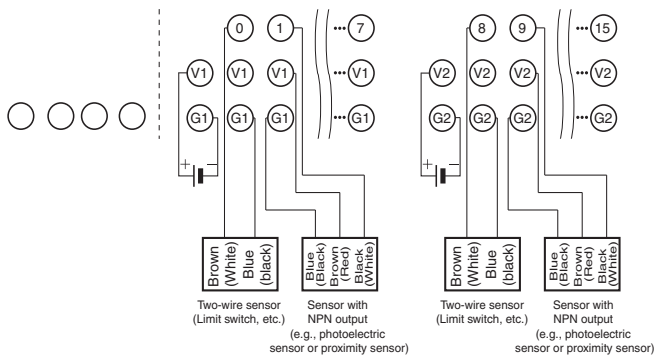 0 1 ... 7 8 9 ... 15
V1 V1 V1 ... V1 V2 V2 V2 ... V2
G1 G1 G1 ... G1 G2 G2 G2 ... G2
+ − + −
Brown
(White)
Blue
(black)
Blue
(Black)
Brown
(Red)
Black
(White)
Brown
(White)
Blue
(black)
Blue
(Black)
Brown
(Red)
Black
(White)
Two-wire sensor
(Limit switch, etc.)
Sensor with
NPN output
(e.g., photoelectric
sensor or proximity sensor)
Two-wire sensor
(Limit switch, etc.)
Sensor with
NPN output
(e.g., photoelectric
sensor or proximity sensor)